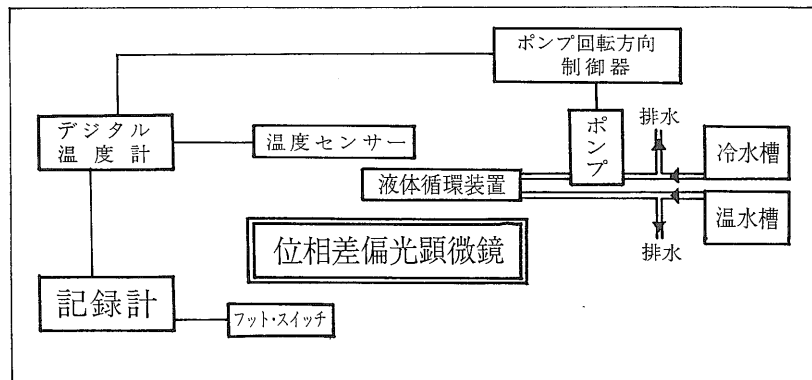 ポンプ回転方向
制御器
デジタル
温度計
温度センサー
ポンプ
排水
冷水槽
液体循環装置
温水槽
排水
位相差偏光顕微鏡
記録計
フット・スイッチ